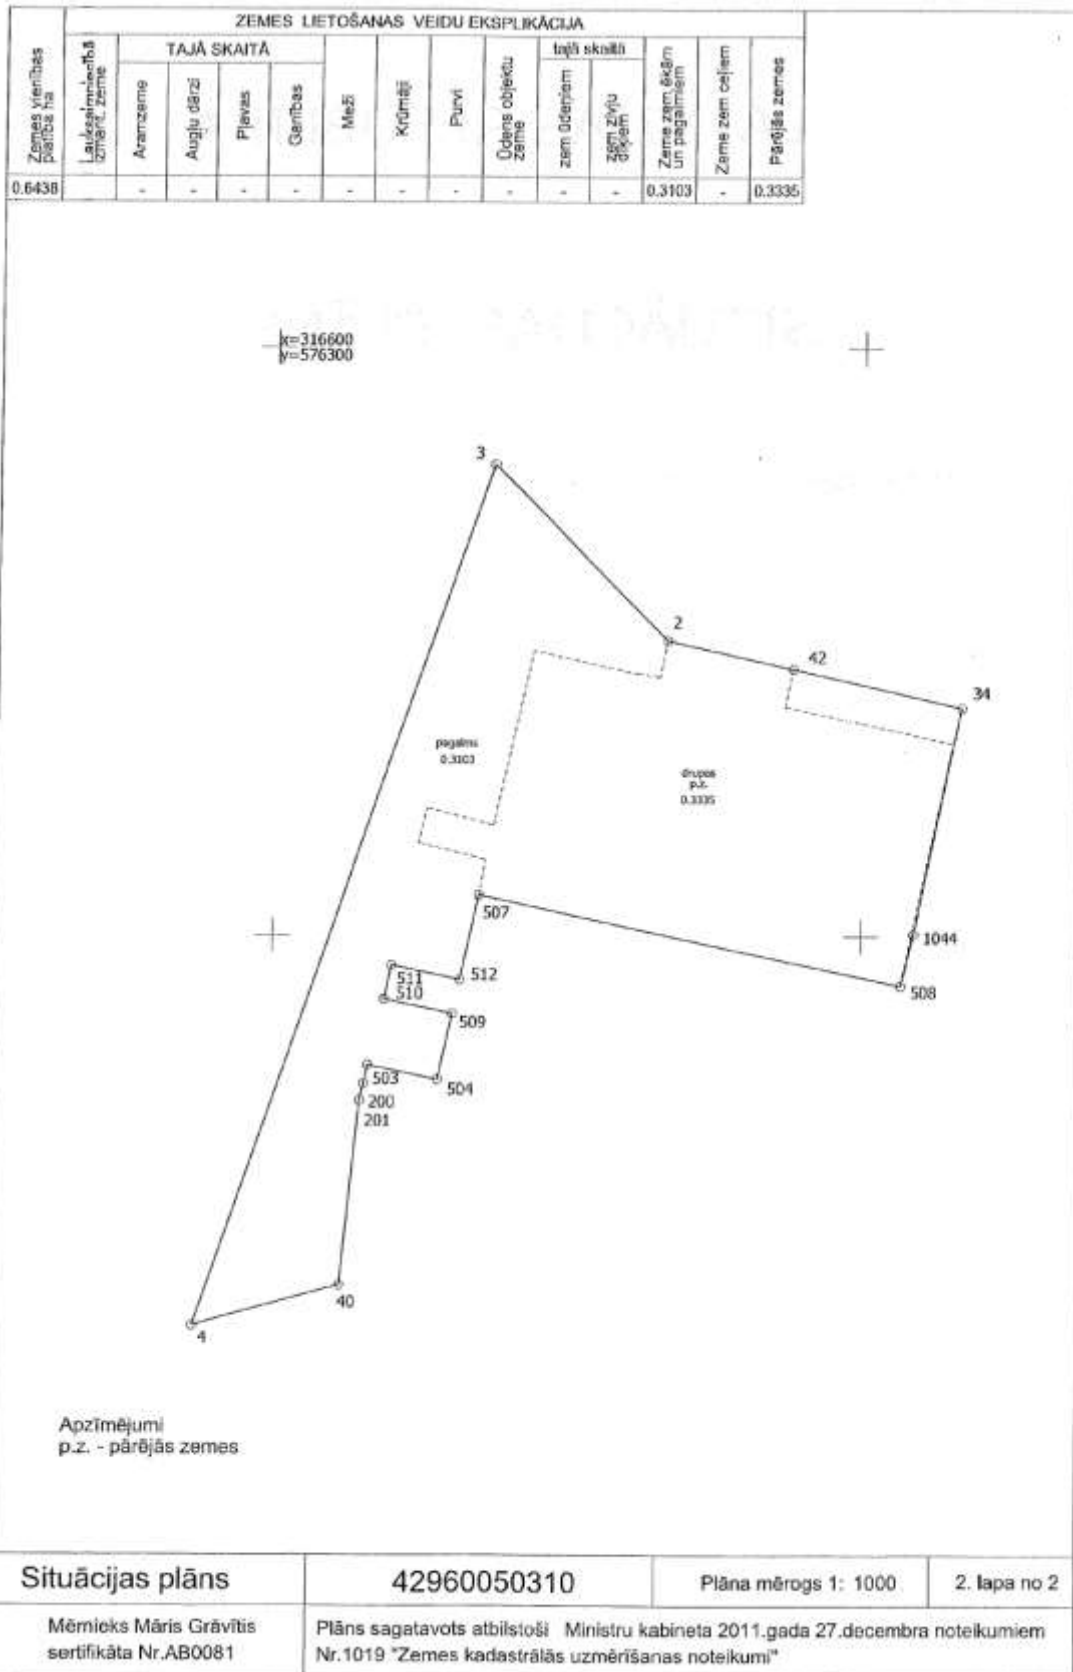 ZEMES LIETOŠANAS VEIDU EKSPLIKĀCIJA
Zemes vienības platība ha
Lauksaimniecībā izmant. zeme
TAJĀ SKAITĀ
Aramzeme
Augļu dārzi
Pļavas
Ganības
Meži
Krūmāji
Purvi
Ūdens objektu zeme
tajā skaitā
zem ūdeņiem
zem zivju dīķiem
Zeme zem ēkām un pagalmiem
Zeme zem ceļiem
Pārējās zemes
0.6438 - - - - - - - - - - 0.3103 - 0.3335
x=316600
y=576300
3
2
42
34
pagalms
0.3103
drupas
p.z.
0.3335
507
1044
508
511
512
510
509
503
504
200
201
40
4
Apzīmējumi
p.z. - pārējās zemes
Situācijas plāns
42960050310
Plāna mērogs 1: 1000
2. lapa no 2
Mērnieks Māris Grāvītis
sertifikāta Nr.AB0081
Plāns sagatavots atbilstoši Ministru kabineta 2011.gada 27.decembra noteikumiem
Nr.1019 "Zemes kadastrālās uzmērīšanas noteikumi"